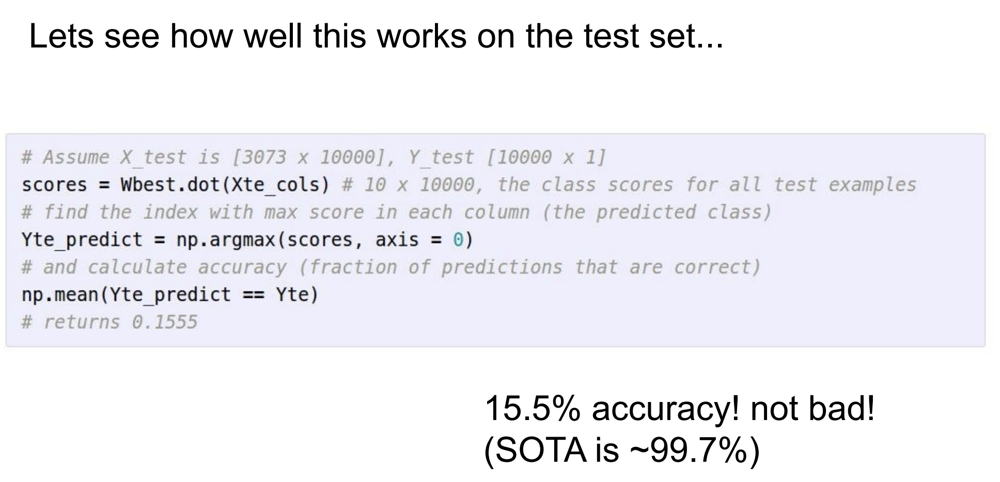 Lets see how well this works on the test set...
# Assume X_test is [3073 x 10000], Y_test [10000 x 1]
scores = Wbest.dot(Xte_cols) # 10 x 10000, the class scores for all test examples
# find the index with max score in each column (the predicted class)
Yte_predict = np.argmax(scores, axis = 0)
# and calculate accuracy (fraction of predictions that are correct)
np.mean(Yte_predict == Yte)
# returns 0.1555
15.5% accuracy! not bad!
(SOTA is ~99.7%)